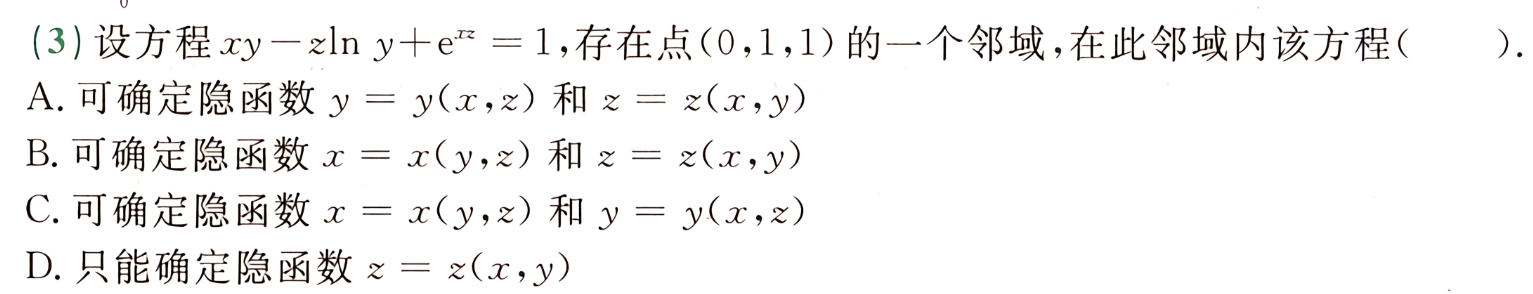 (3) 设方程 xy－zln y＋e^{xz} ＝ 1,存在点(0,1,1)的一个邻域,在此邻域内该方程(　　).
A. 可确定隐函数 y ＝ y(x,z) 和 z ＝ z(x,y)
B. 可确定隐函数 x ＝ x(y,z) 和 z ＝ z(x,y)
C. 可确定隐函数 x ＝ x(y,z) 和 y ＝ y(x,z)
D. 只能确定隐函数 z ＝ z(x,y)